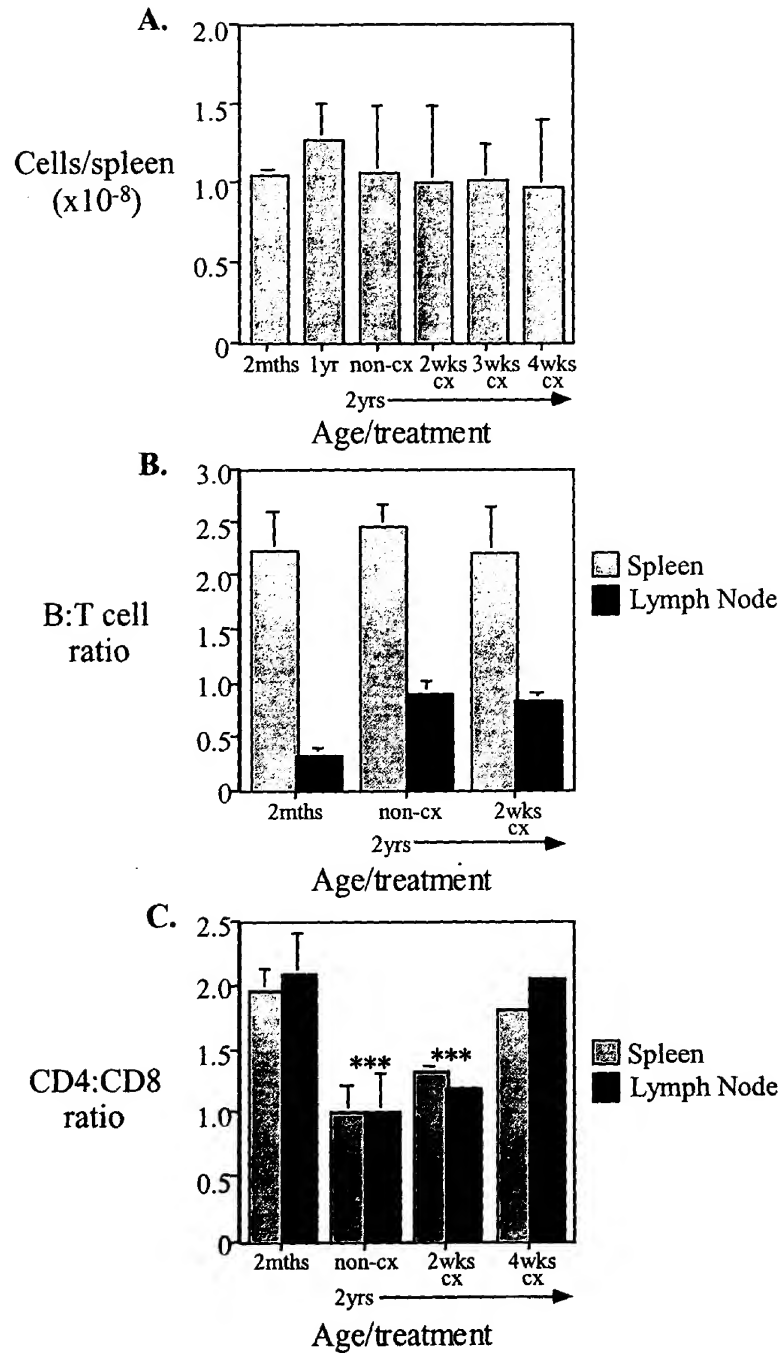 A.
2.0
1.5
1.0
0.5
0
Cells/spleen
(x10-8)
2mths 1yr non-cx 2wks 3wks 4wks
cx cx cx
2yrs
Age/treatment
B.
3.0
2.5
2.0
1.5
1.0
0.5
0
B:T cell
ratio
Spleen
Lymph Node
2mths non-cx 2wks
cx
2yrs
Age/treatment
C.
2.5
2.0
1.5
1.0
0.5
0
CD4:CD8
ratio
*** ***
Spleen
Lymph Node
2mths non-cx 2wks 4wks
cx cx
2yrs
Age/treatment